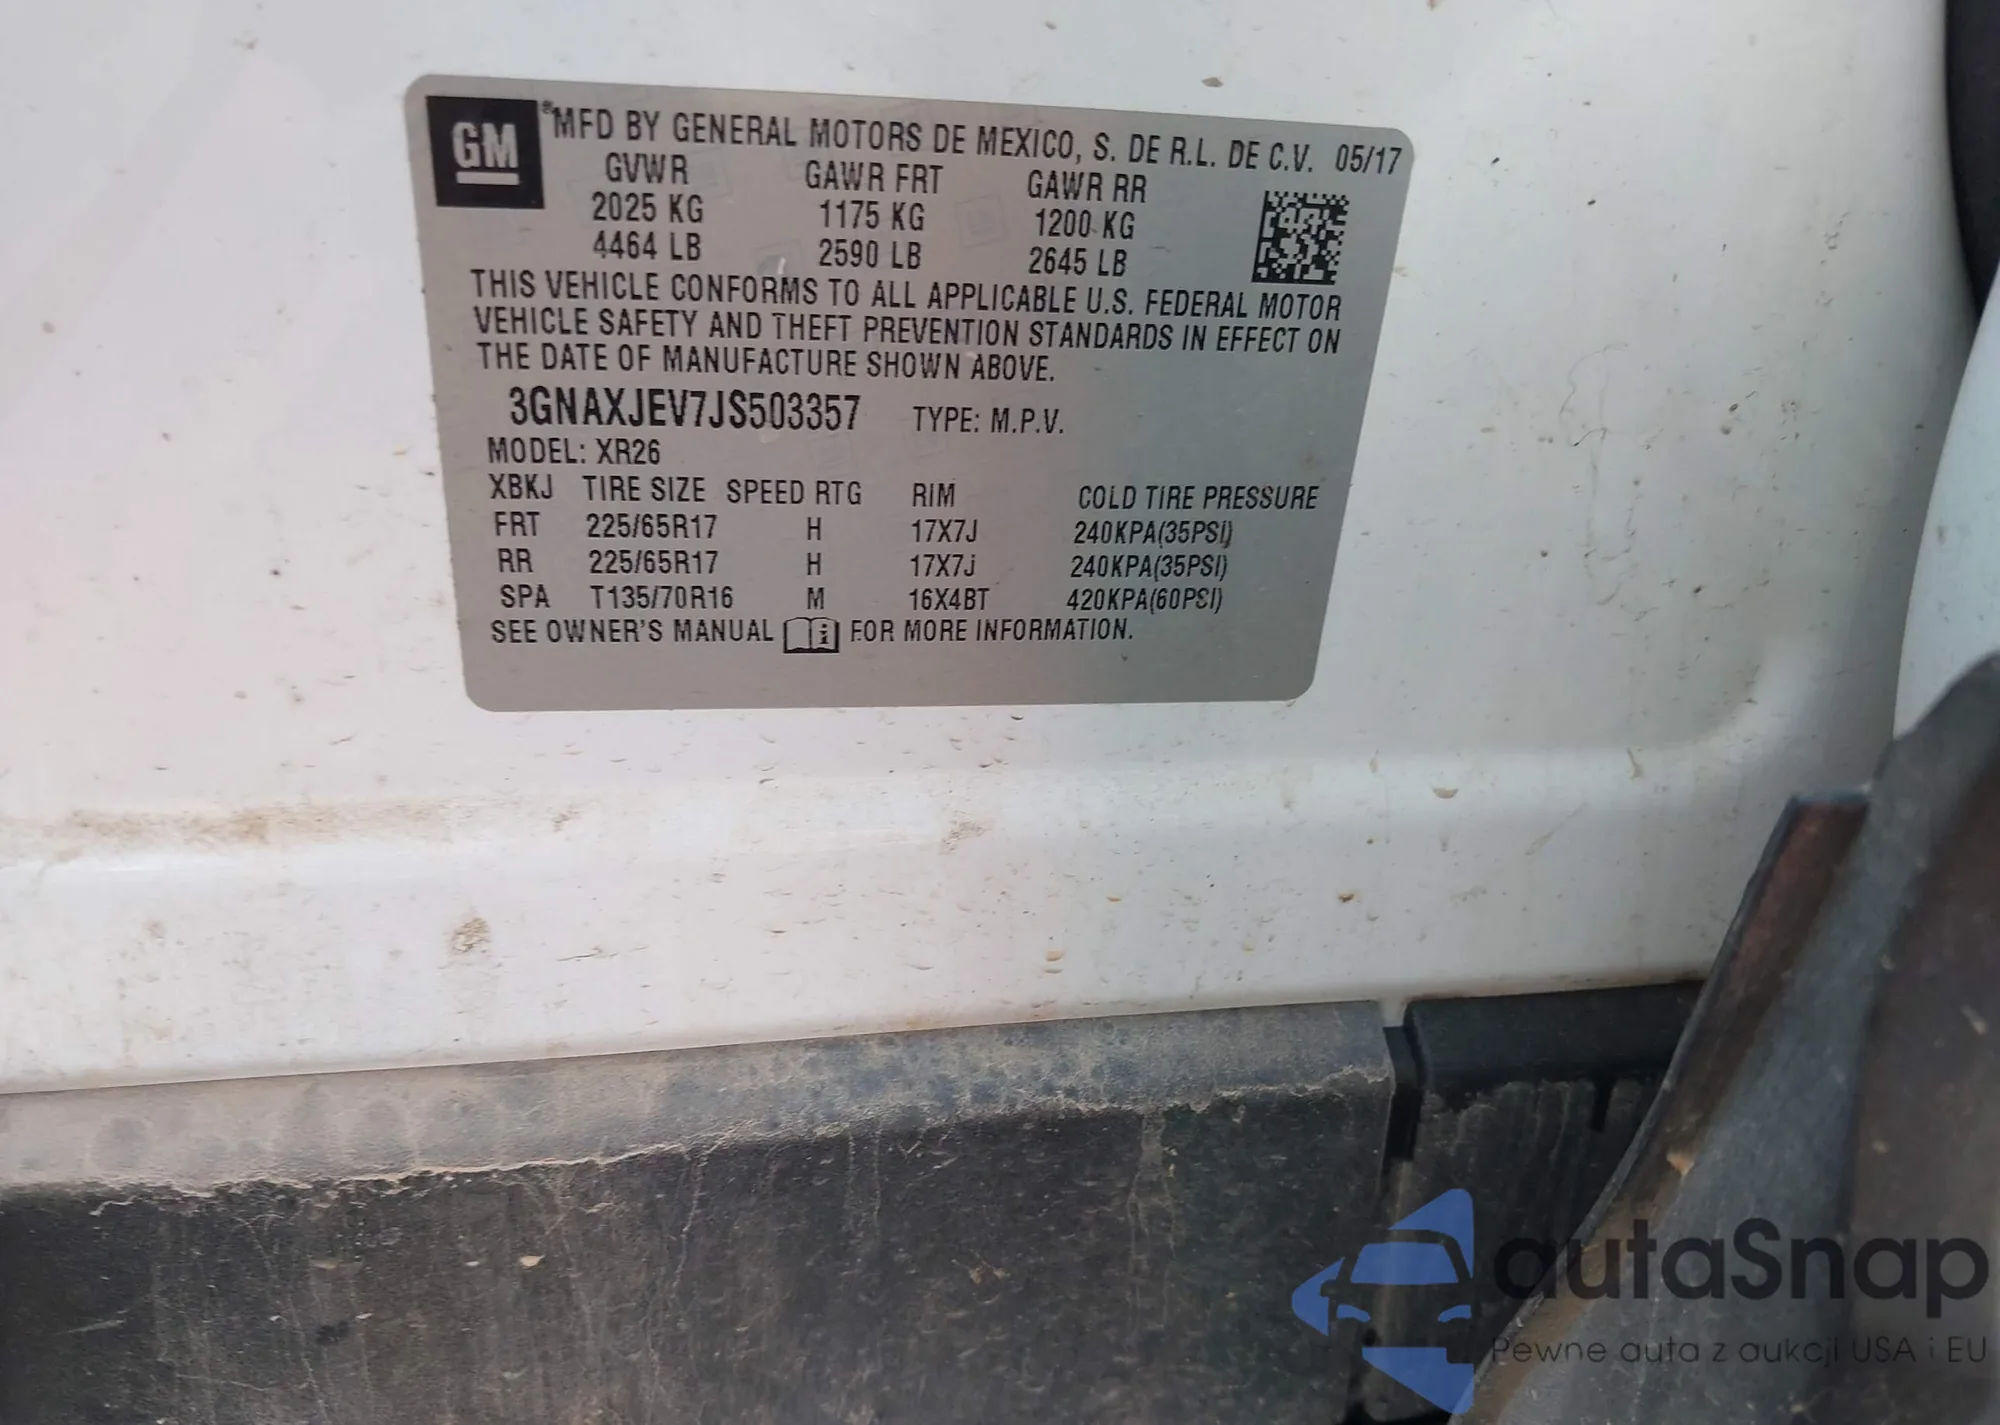 GM
®MFD BY GENERAL MOTORS DE MEXICO, S. DE R.L. DE C.V. 05/17
GVWR GAWR FRT GAWR RR
2025 KG 1175 KG 1200 KG
4464 LB 2590 LB 2645 LB
THIS VEHICLE CONFORMS TO ALL APPLICABLE U.S. FEDERAL MOTOR
VEHICLE SAFETY AND THEFT PREVENTION STANDARDS IN EFFECT ON
THE DATE OF MANUFACTURE SHOWN ABOVE.
3GNAXJEV7JS503357 TYPE: M.P.V.
MODEL: XR26
XBKJ TIRE SIZE SPEED RTG RIM COLD TIRE PRESSURE
FRT 225/65R17 H 17X7J 240KPA(35PSI)
RR 225/65R17 H 17X7J 240KPA(35PSI)
SPA T135/70R16 M 16X4BT 420KPA(60PSI)
SEE OWNER'S MANUAL i FOR MORE INFORMATION.
autaSnap
Pewne auta z aukcji USA i EU